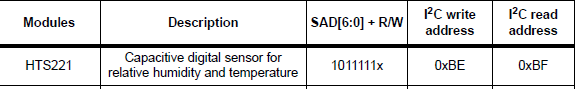 Modules Description SAD[6:0] + R/W I²C write address I²C read address
HTS221 Capacitive digital sensor for relative humidity and temperature 1011111x 0xBE 0xBF